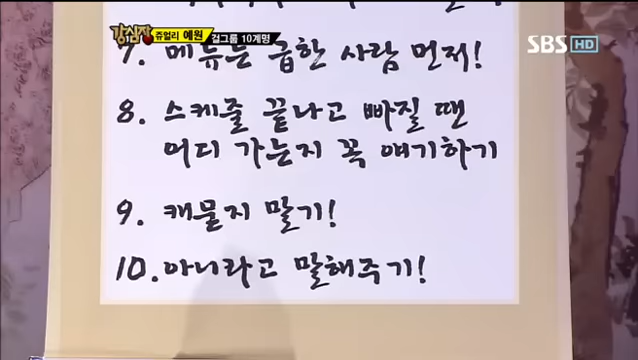 강심장 쥬얼리 예원 걸그룹 10계명
SBS HD
7. 메뉴는 급한 사람 먼저!
8. 스케줄 끝나고 빠질 땐
어디 가는지 꼭 얘기하기
9. 캐묻지 말기!
10. 아니라고 말해주기!